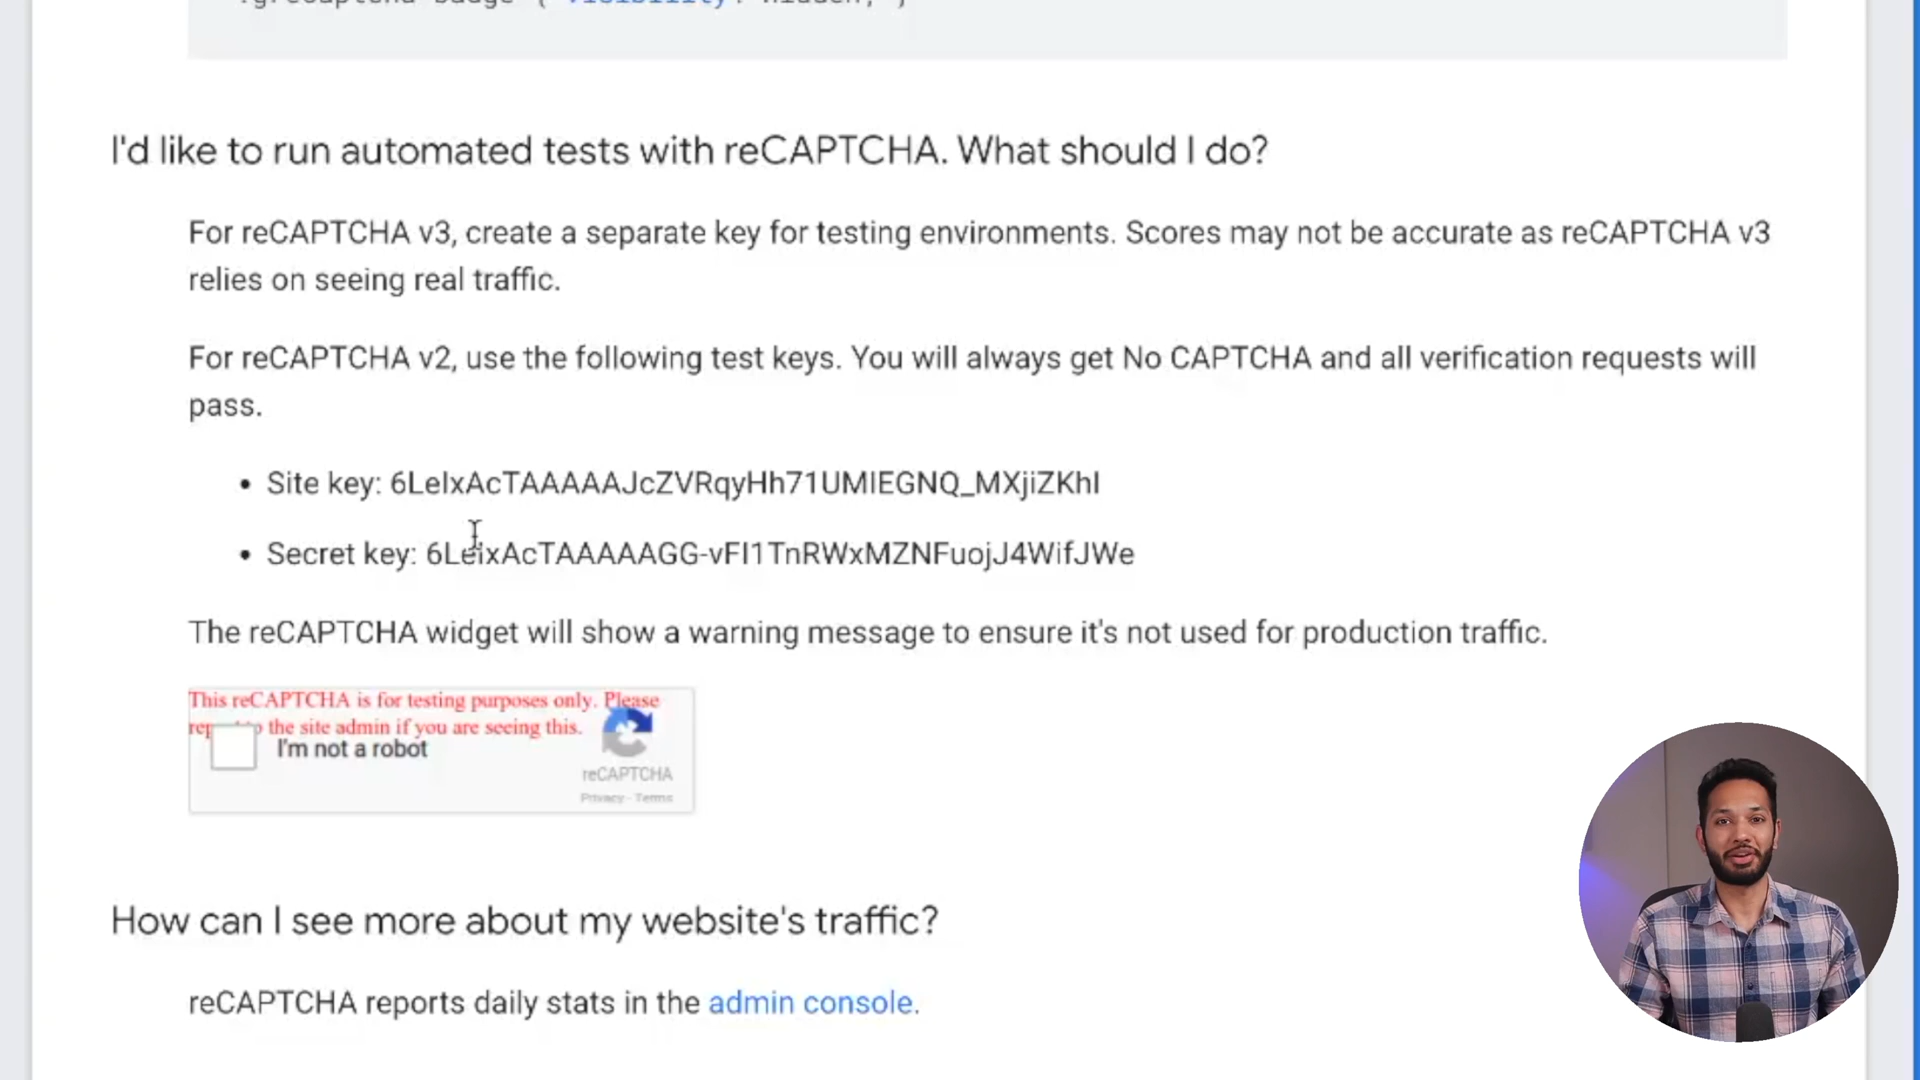 I'd like to run automated tests with reCAPTCHA. What should I do?
For reCAPTCHA v3, create a separate key for testing environments. Scores may not be accurate as reCAPTCHA v3
relies on seeing real traffic.
For reCAPTCHA v2, use the following test keys. You will always get No CAPTCHA and all verification requests will
pass.
• Site key: 6LeIxAcTAAAAAJcZVRqyHh71UMIEGNQ_MXjiZKhI
• Secret key: 6LeIxAcTAAAAAGG-vFI1TnRWxMZNFuojJ4WifJWe
The reCAPTCHA widget will show a warning message to ensure it's not used for production traffic.
This reCAPTCHA is for testing purposes only. Please
the site admin if you are seeing this.
I'm not a robot
reCAPTCHA
Privacy - Terms
How can I see more about my website's traffic?
reCAPTCHA reports daily stats in the admin console.